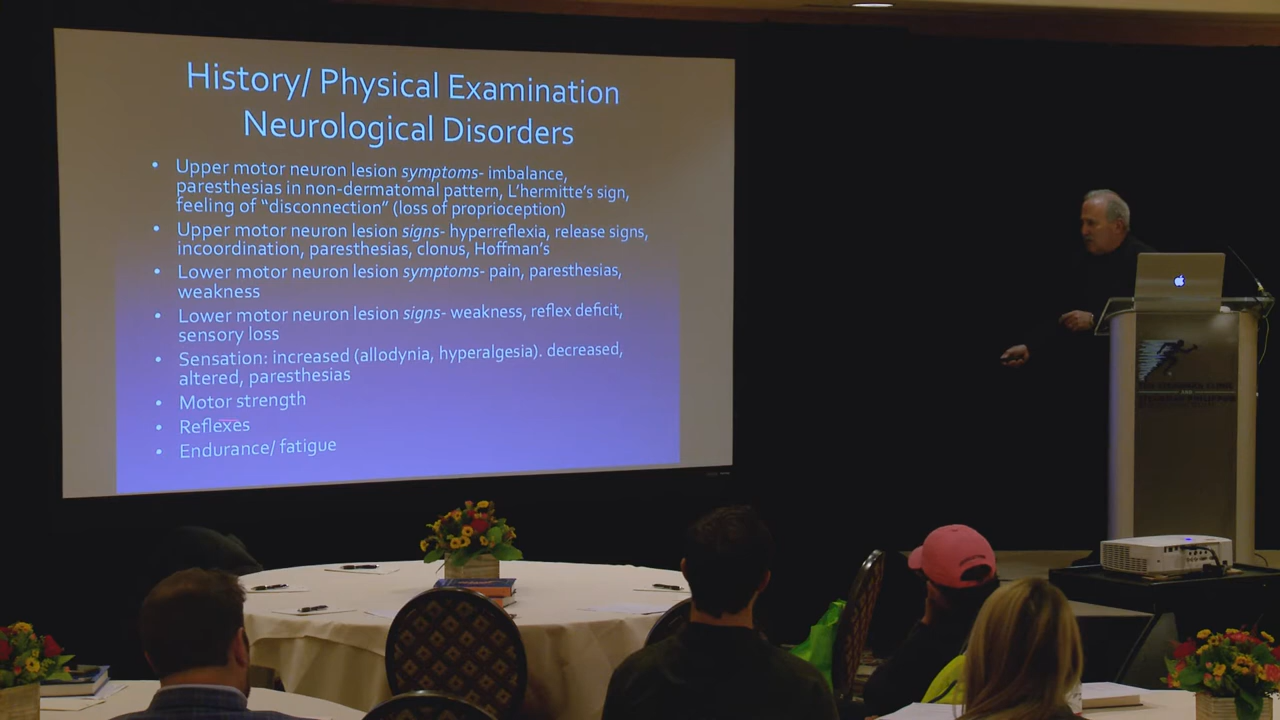 History/ Physical Examination
Neurological Disorders
• Upper motor neuron lesion symptoms- imbalance,
paresthesias in non-dermatomal pattern, L'hermitte's sign,
feeling of “disconnection” (loss of proprioception)
• Upper motor neuron lesion signs- hyperreflexia, release signs,
incoordination, paresthesias, clonus, Hoffman's
• Lower motor neuron lesion symptoms- pain, paresthesias,
weakness
• Lower motor neuron lesion signs- weakness, reflex deficit,
sensory loss
• Sensation: increased (allodynia, hyperalgesia). decreased,
altered, paresthesias
• Motor strength
• Reflexes
• Endurance/ fatigue